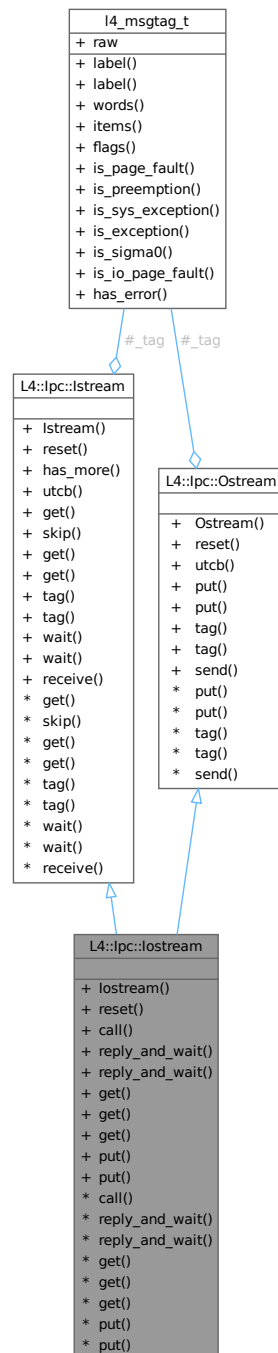 l4_msgtag_t
+ raw
+ label()
+ label()
+ words()
+ items()
+ flags()
+ is_page_fault()
+ is_preemption()
+ is_sys_exception()
+ is_exception()
+ is_sigma0()
+ is_io_page_fault()
+ has_error()
#_tag
#_tag
L4::Ipc::Istream
+ Istream()
+ reset()
+ has_more()
+ utcb()
+ get()
+ skip()
+ get()
+ get()
+ tag()
+ tag()
+ wait()
+ wait()
+ receive()
* get()
* skip()
* get()
* get()
* tag()
* tag()
* wait()
* wait()
* receive()
L4::Ipc::Ostream
+ Ostream()
+ reset()
+ utcb()
+ put()
+ put()
+ tag()
+ tag()
+ send()
* put()
* put()
* tag()
* tag()
* send()
L4::Ipc::Iostream
+ Iostream()
+ reset()
+ call()
+ reply_and_wait()
+ reply_and_wait()
+ get()
+ get()
+ get()
+ put()
+ put()
* call()
* reply_and_wait()
* reply_and_wait()
* get()
* get()
* get()
* put()
* put()